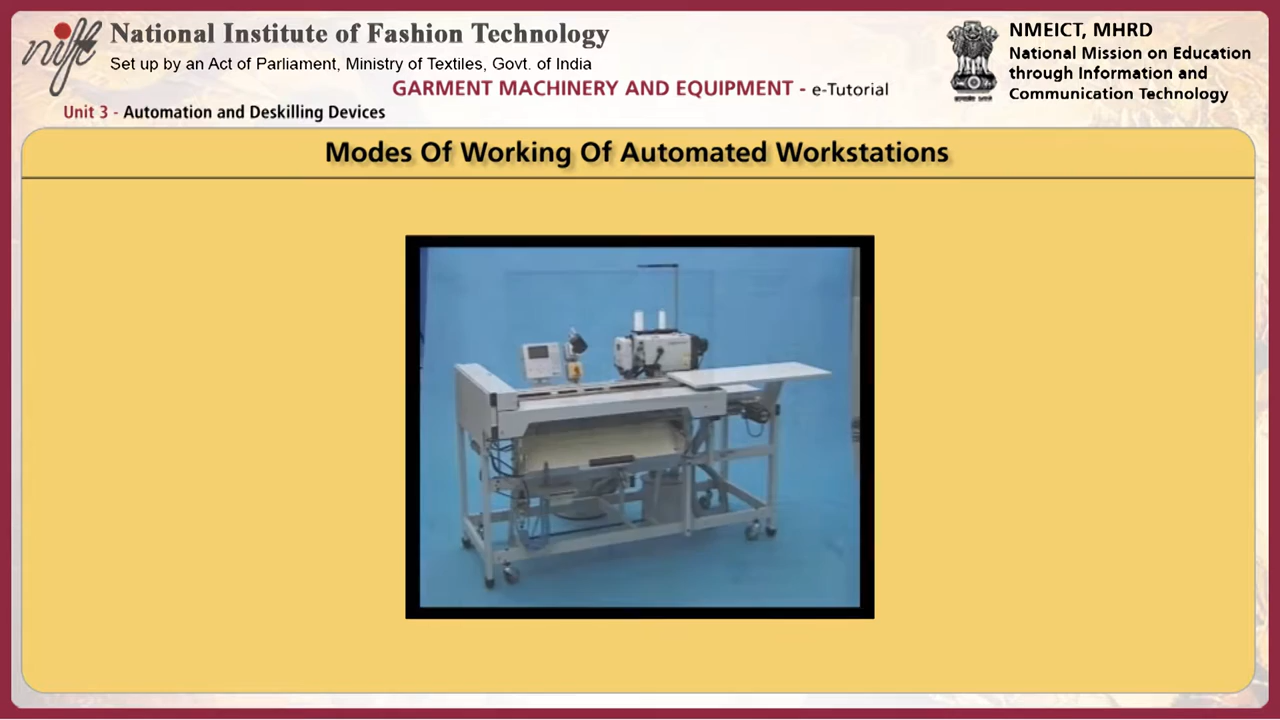 nift
National Institute of Fashion Technology
Set up by an Act of Parliament, Ministry of Textiles, Govt. of India
GARMENT MACHINERY AND EQUIPMENT - e-Tutorial
Unit 3 - Automation and Deskilling Devices
NMEICT, MHRD
National Mission on Education
through Information and
Communication Technology
Modes Of Working Of Automated Workstations